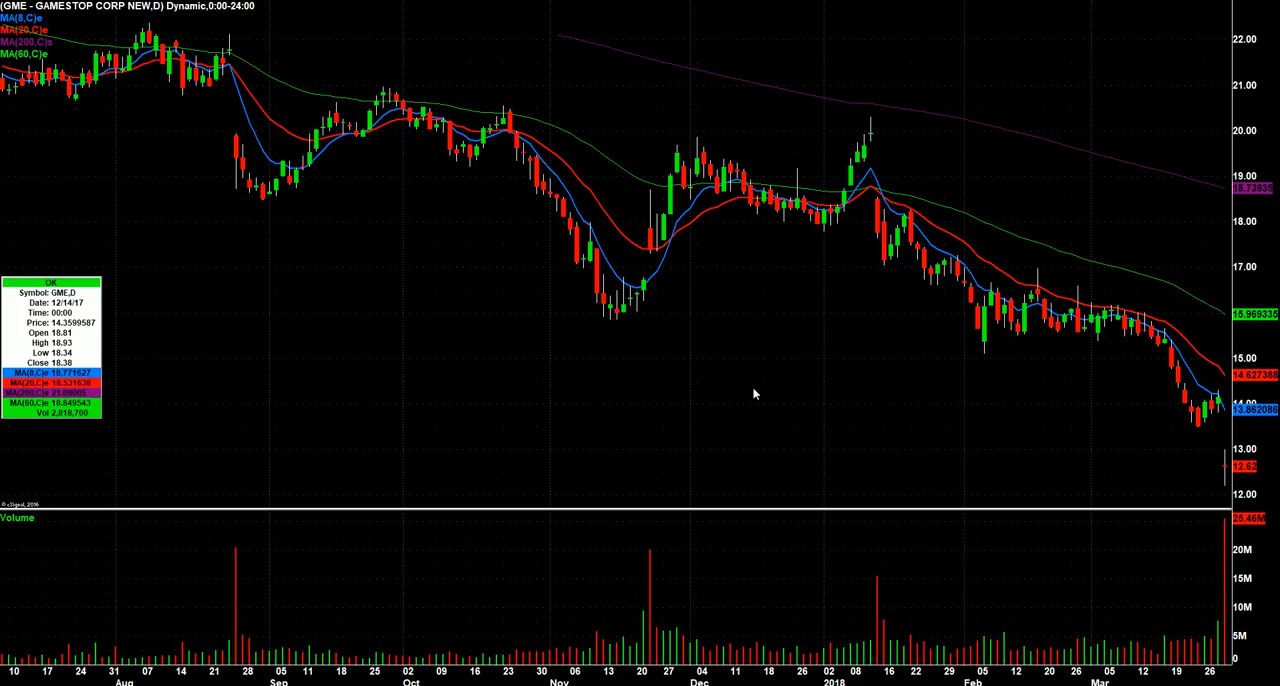 (GME - GAMESTOP CORP NEW,D) Dynamic,0:00-24:00
MA(8,C)e
MA(20,C)e
MA(200,C)s
MA(60,C)e
22.00
21.00
20.00
19.00
18.73935
18.00
17.00
15.969335
15.00
14.627388
14.00
13.862086
13.00
12.62
12.00
OK
Symbol: GME,D
Date: 12/14/17
Time: 00:00
Price: 14.3599587
Open 18.81
High 18.93
Low 18.34
Close 18.38
MA(8,C)e 18.771627
MA(20,C)e 18.531638
MA(200,C)s 21.08005
MA(60,C)e 18.849543
Vol 2,818,700
© eSignal, 2016
Volume
25.46M
20M
15M
10M
5M
0
10 17 24 31 07 14 21 28 05 11 18 25 02 09 16 23 30 06 13 20 27 04 11 18 26 02 08 16 22 29 05 12 20 26 05 12 19 26
Aug Sep Oct Nov Dec 2018 Feb Mar